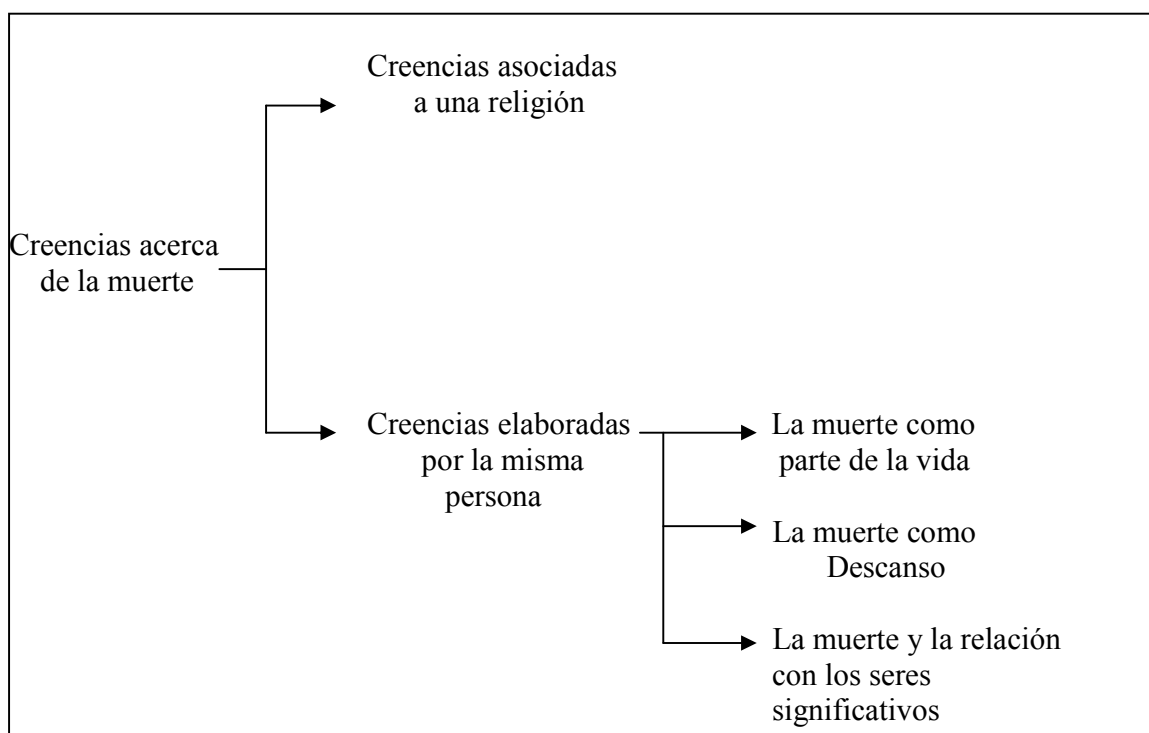 Creencias asociadas
a una religión
Creencias acerca
de la muerte
Creencias elaboradas
por la misma
persona
La muerte como
parte de la vida
La muerte como
Descanso
La muerte y la relación
con los seres
significativos